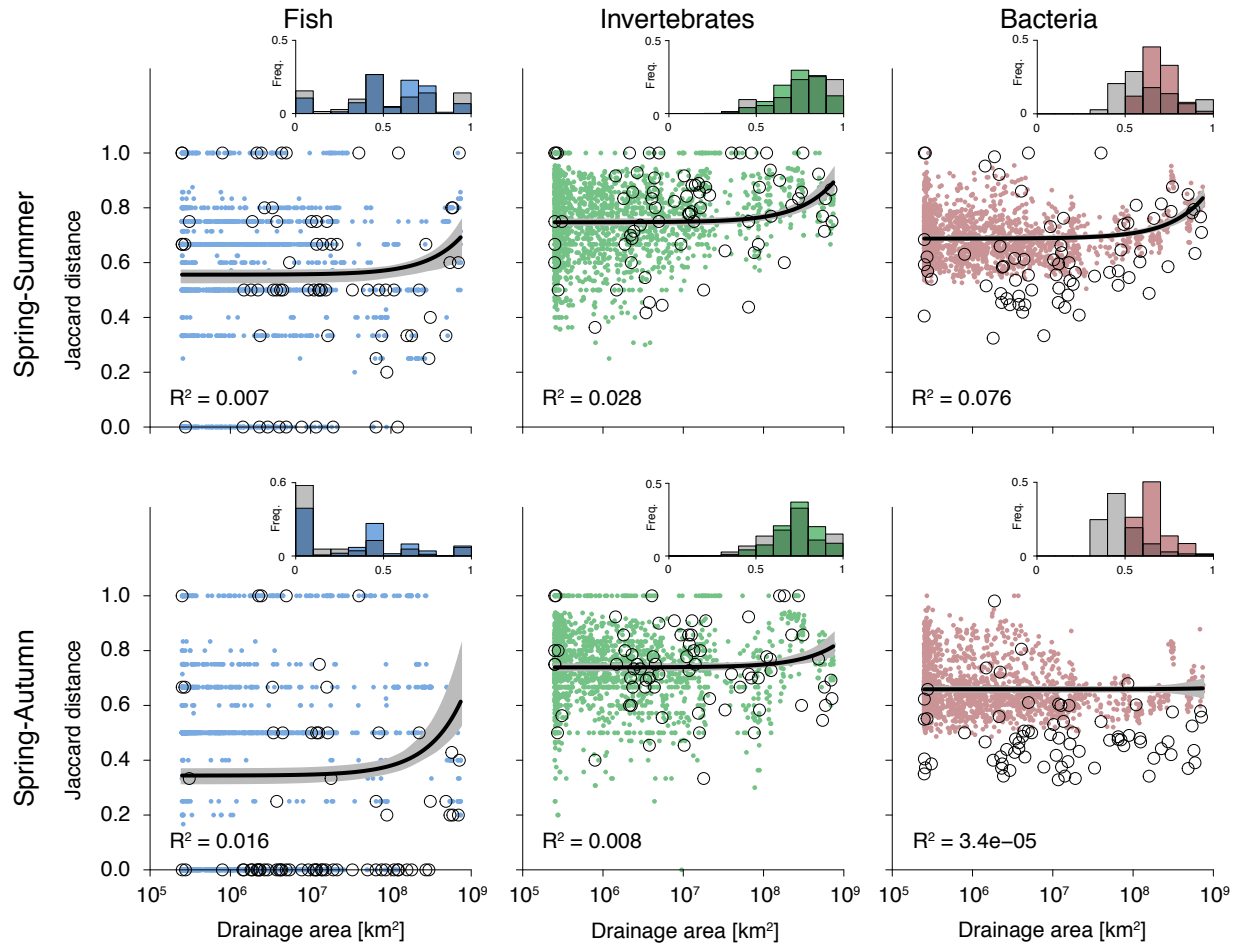 Fish
Invertebrates
Bacteria
0.5
Freq.
0
0
0.5
1
0.5
0
0
0.5
1
0.5
0
0
0.5
1
Spring-Summer
Jaccard distance
1.0
0.8
0.6
0.4
0.2
0.0
R² = 0.007
R² = 0.028
R² = 0.076
0.6
Freq.
0
0
0.5
1
0.5
Freq.
0
0
0.5
1
0.5
Freq.
0
0
0.5
1
Spring-Autumn
Jaccard distance
1.0
0.8
0.6
0.4
0.2
0.0
R² = 0.016
R² = 0.008
R² = 3.4e−05
10⁵ 10⁶ 10⁷ 10⁸ 10⁹
10⁵ 10⁶ 10⁷ 10⁸ 10⁹
10⁵ 10⁶ 10⁷ 10⁸ 10⁹
Drainage area [km²]
Drainage area [km²]
Drainage area [km²]